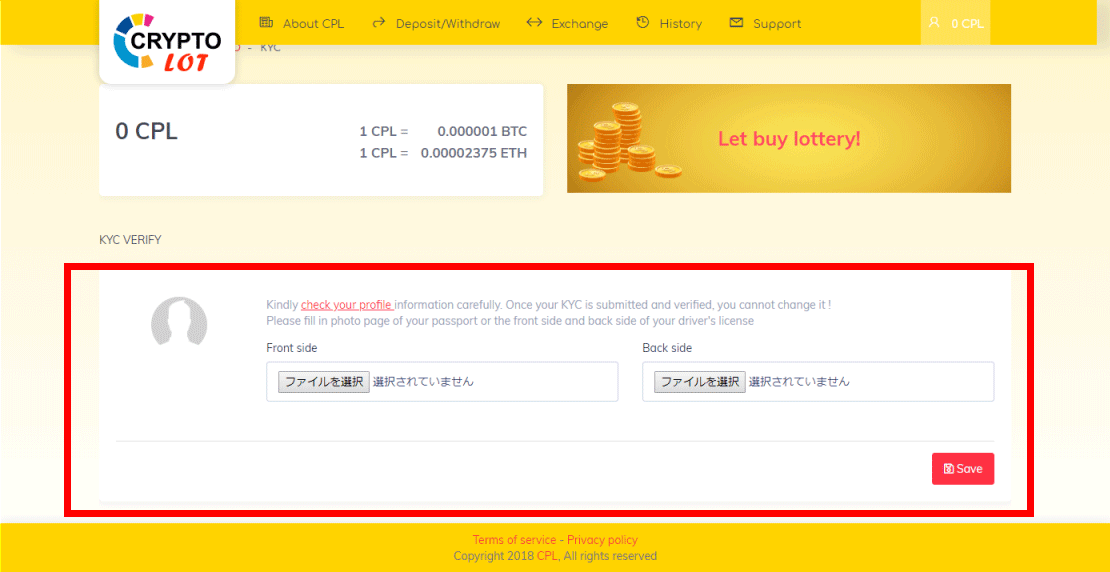 CRYPTO
LOT
About CPL
Deposit/Withdraw
Exchange
History
Support
0 CPL
- KYC
0 CPL
1 CPL = 0.000001 BTC
1 CPL = 0.00002375 ETH
Let buy lottery!
KYC VERIFY
Kindly check your profile information carefully. Once your KYC is submitted and verified, you cannot change it !
Please fill in photo page of your passport or the front side and back side of your driver's license
Front side
Back side
ファイルを選択 選択されていません
ファイルを選択 選択されていません
Save
Terms of service - Privacy policy
Copyright 2018 CPL, All rights reserved